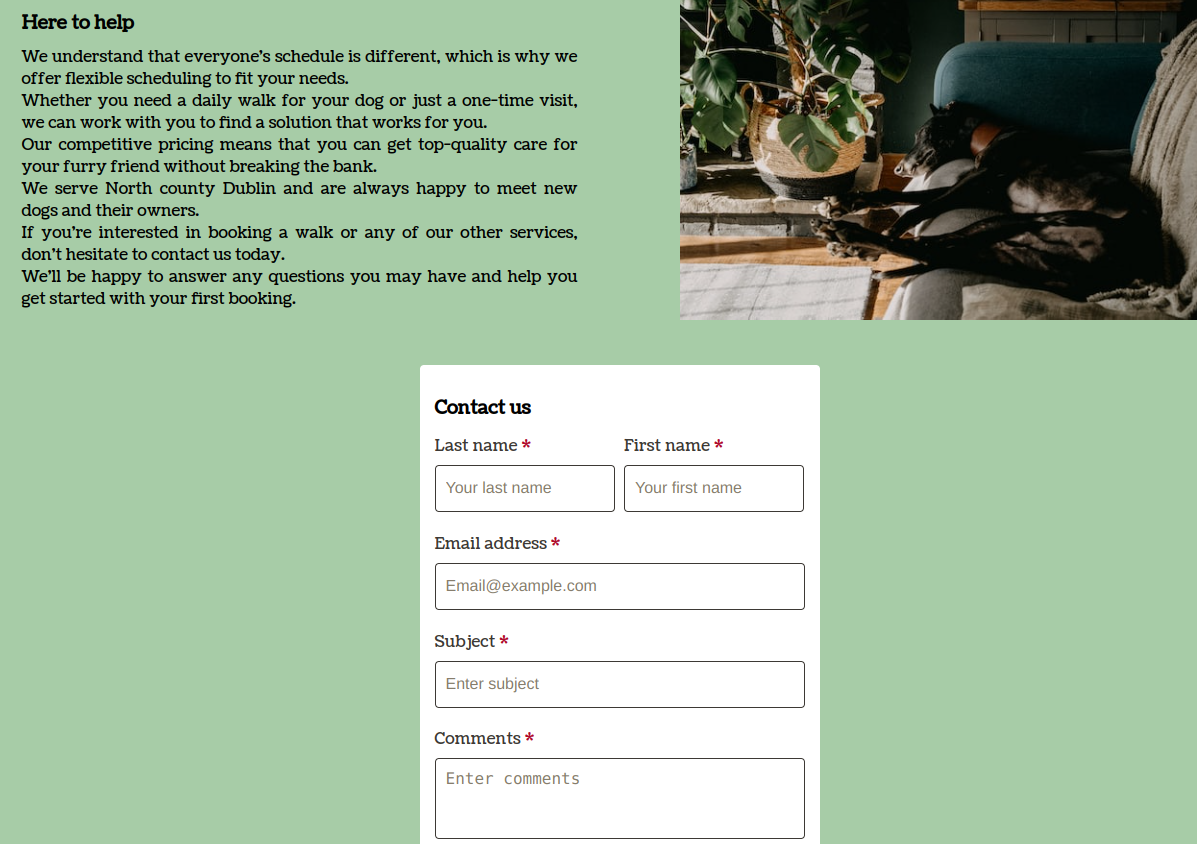 Here to help
We understand that everyone's schedule is different, which is why we
offer flexible scheduling to fit your needs.
Whether you need a daily walk for your dog or just a one-time visit,
we can work with you to find a solution that works for you.
Our competitive pricing means that you can get top-quality care for
your furry friend without breaking the bank.
We serve North county Dublin and are always happy to meet new
dogs and their owners.
If you're interested in booking a walk or any of our other services,
don't hesitate to contact us today.
We'll be happy to answer any questions you may have and help you
get started with your first booking.
Contact us
Last name * First name *
Your last name Your first name
Email address *
Email@example.com
Subject *
Enter subject
Comments *
Enter comments